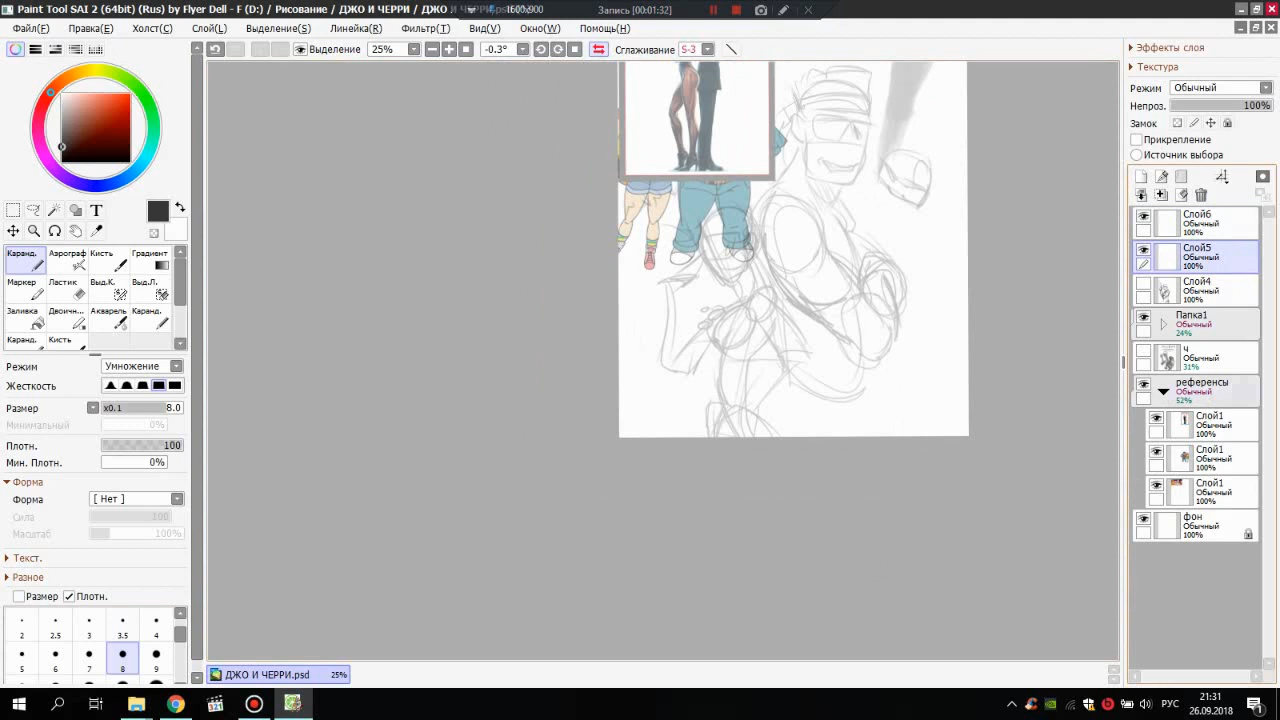 Paint Tool SAI 2 (64bit) (Rus) by Flyer Dell - F (D:) / Рисование / ДЖО И ЧЕРРИ / ДЖО
1600x900
Запись [00:01:32]
Файл(F) Правка(E) Холст(C) Слой(L) Выделение(S) Линейка(R) Фильтр(T) Вид(V) Окно(W) Помощь(H)
Выделение 25% -0.3° Сглаживание S-3
Эффекты слоя
Текстура
Режим Обычный
Непроз. 100%
Замок
Прикрепление
Источник выбора
T
Каранд. Аэрограф Кисть Градиент
Маркер Ластик Выд.К. Выд.Л.
Заливка Двоичн... Акварель Каранд.
Каранд. Кисть
Режим Умножение
Жесткость
Размер x0.1 8.0
Минимальный 0%
Плотн. 100
Мин. Плотн. 0%
Форма
Форма [ Нет ]
Сила 100
Масштаб 100%
Текст.
Разное
Размер Плотн.
2 2.5 3 3.5 4
5 6 7 8 9
Слой6
Обычный
100%
Слой5
Обычный
100%
Слой4
Обычный
100%
Папка1
Обычный
24%
ч
Обычный
31%
референсы
Обычный
52%
Слой1
Обычный
100%
Слой1
Обычный
100%
Слой1
Обычный
100%
фон
Обычный
100%
ДЖО И ЧЕРРИ.psd 25%
РУС
21:31
26.09.2018